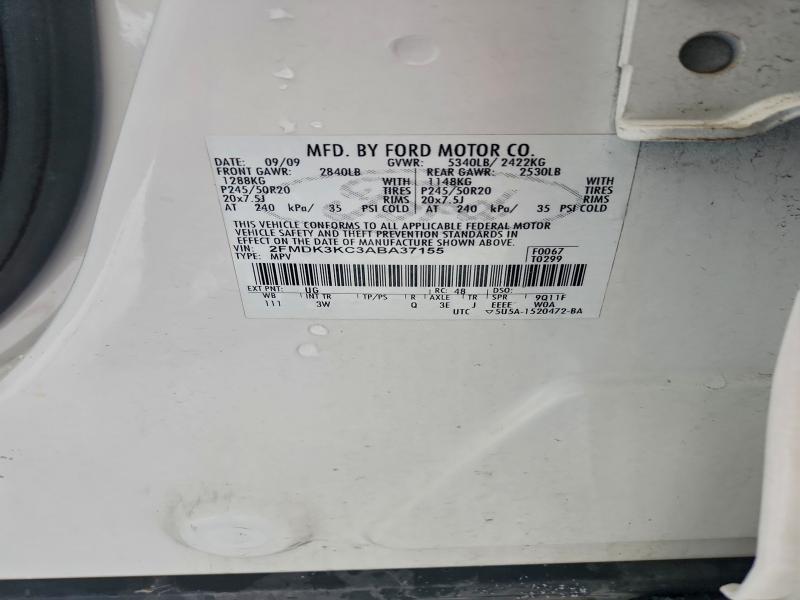 MFD. BY FORD MOTOR CO.
DATE: 09/09 GVWR: 5340LB/ 2422KG
FRONT GAWR: 2840LB REAR GAWR: 2530LB
1288KG WITH 1148KG WITH
P245/50R20 TIRES P245/50R20 TIRES
20x7.5J RIMS 20x7.5J RIMS
AT 240 kPa/ 35 PSI COLD AT 240 kPa/ 35 PSI COLD
THIS VEHICLE CONFORMS TO ALL APPLICABLE FEDERAL MOTOR
VEHICLE SAFETY AND THEFT PREVENTION STANDARDS IN
EFFECT ON THE DATE OF MANUFACTURE SHOWN ABOVE.
VIN: 2FMDK3KC3ABA37155 F0067
TYPE: MPV T0299
EXT PNT: UG RC: 48 DSO:
WB INT TR TP/PS R AXLE TR SPR 9Q11F
111 3W Q 3E J EEEE W0A
UTC ▽5U5A-1520472-BA
Ford